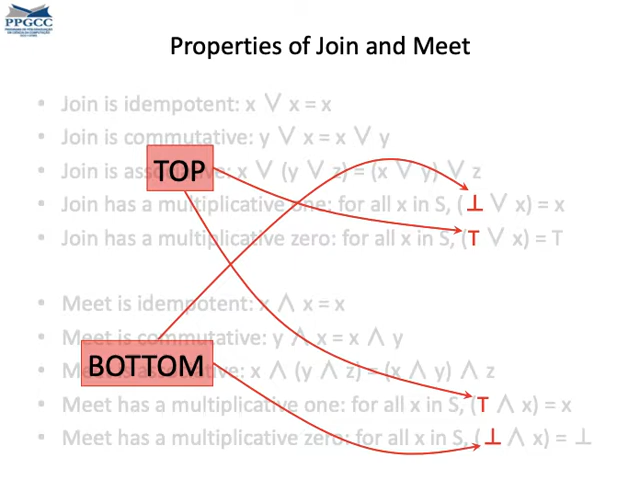 PPGCC
Properties of Join and Meet
• Join is idempotent: x ∨ x = x
• Join is commutative: y ∨ x = x ∨ y
• Join is associative: x ∨ (y ∨ z) = (x ∨ y) ∨ z
TOP
• Join has a multiplicative one: for all x in S, (⊥ ∨ x) = x
• Join has a multiplicative zero: for all x in S, (T ∨ x) = T
• Meet is idempotent: x ∧ x = x
• Meet is commutative: y ∧ x = x ∧ y
BOTTOM
• Meet is associative: x ∧ (y ∧ z) = (x ∧ y) ∧ z
• Meet has a multiplicative one: for all x in S, (T ∧ x) = x
• Meet has a multiplicative zero: for all x in S, (⊥ ∧ x) = ⊥